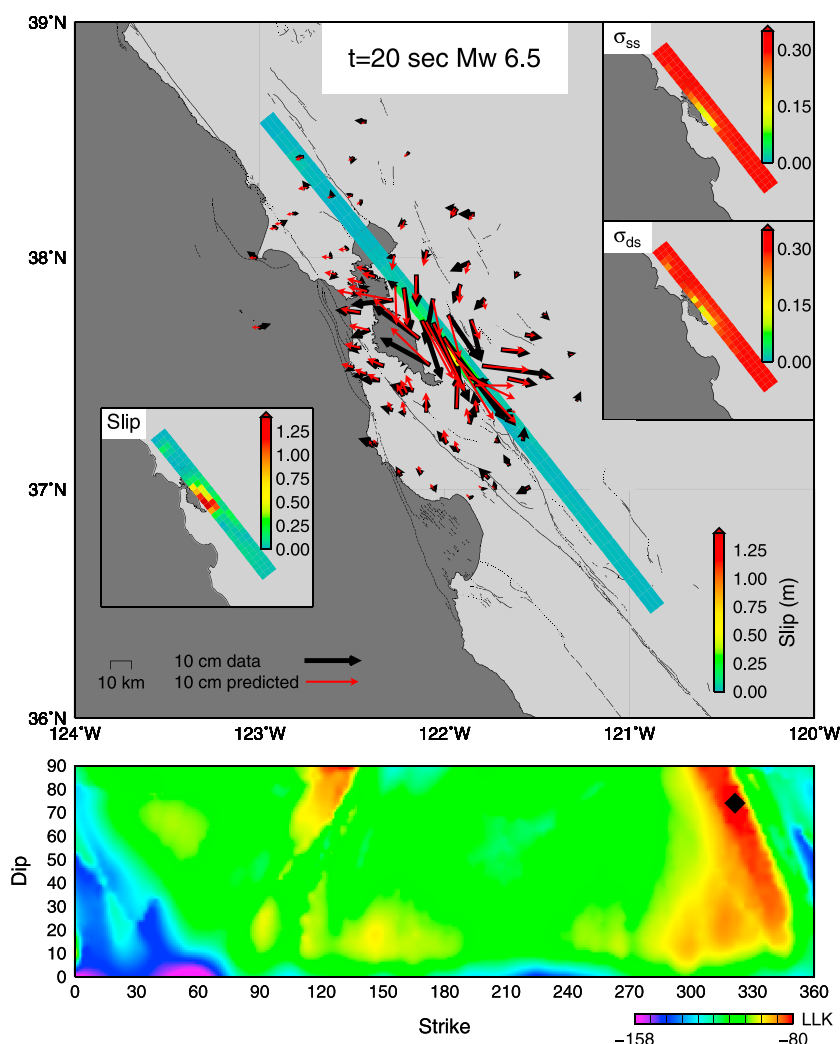 39°N
t=20 sec Mw 6.5
σss
0.30
0.15
0.00
38°N
σds
0.30
0.15
0.00
Slip
1.25
1.00
0.75
0.50
0.25
0.00
37°N
1.25
1.00
0.75
0.50
0.25
0.00
Slip (m)
10 km
10 cm data
10 cm predicted
36°N
124°W 123°W 122°W 121°W 120°W
90
80
70
60
50
40
30
20
10
0
Dip
0 30 60 90 120 150 180 210 240 270 300 330 360
Strike
LLK
−158 −80